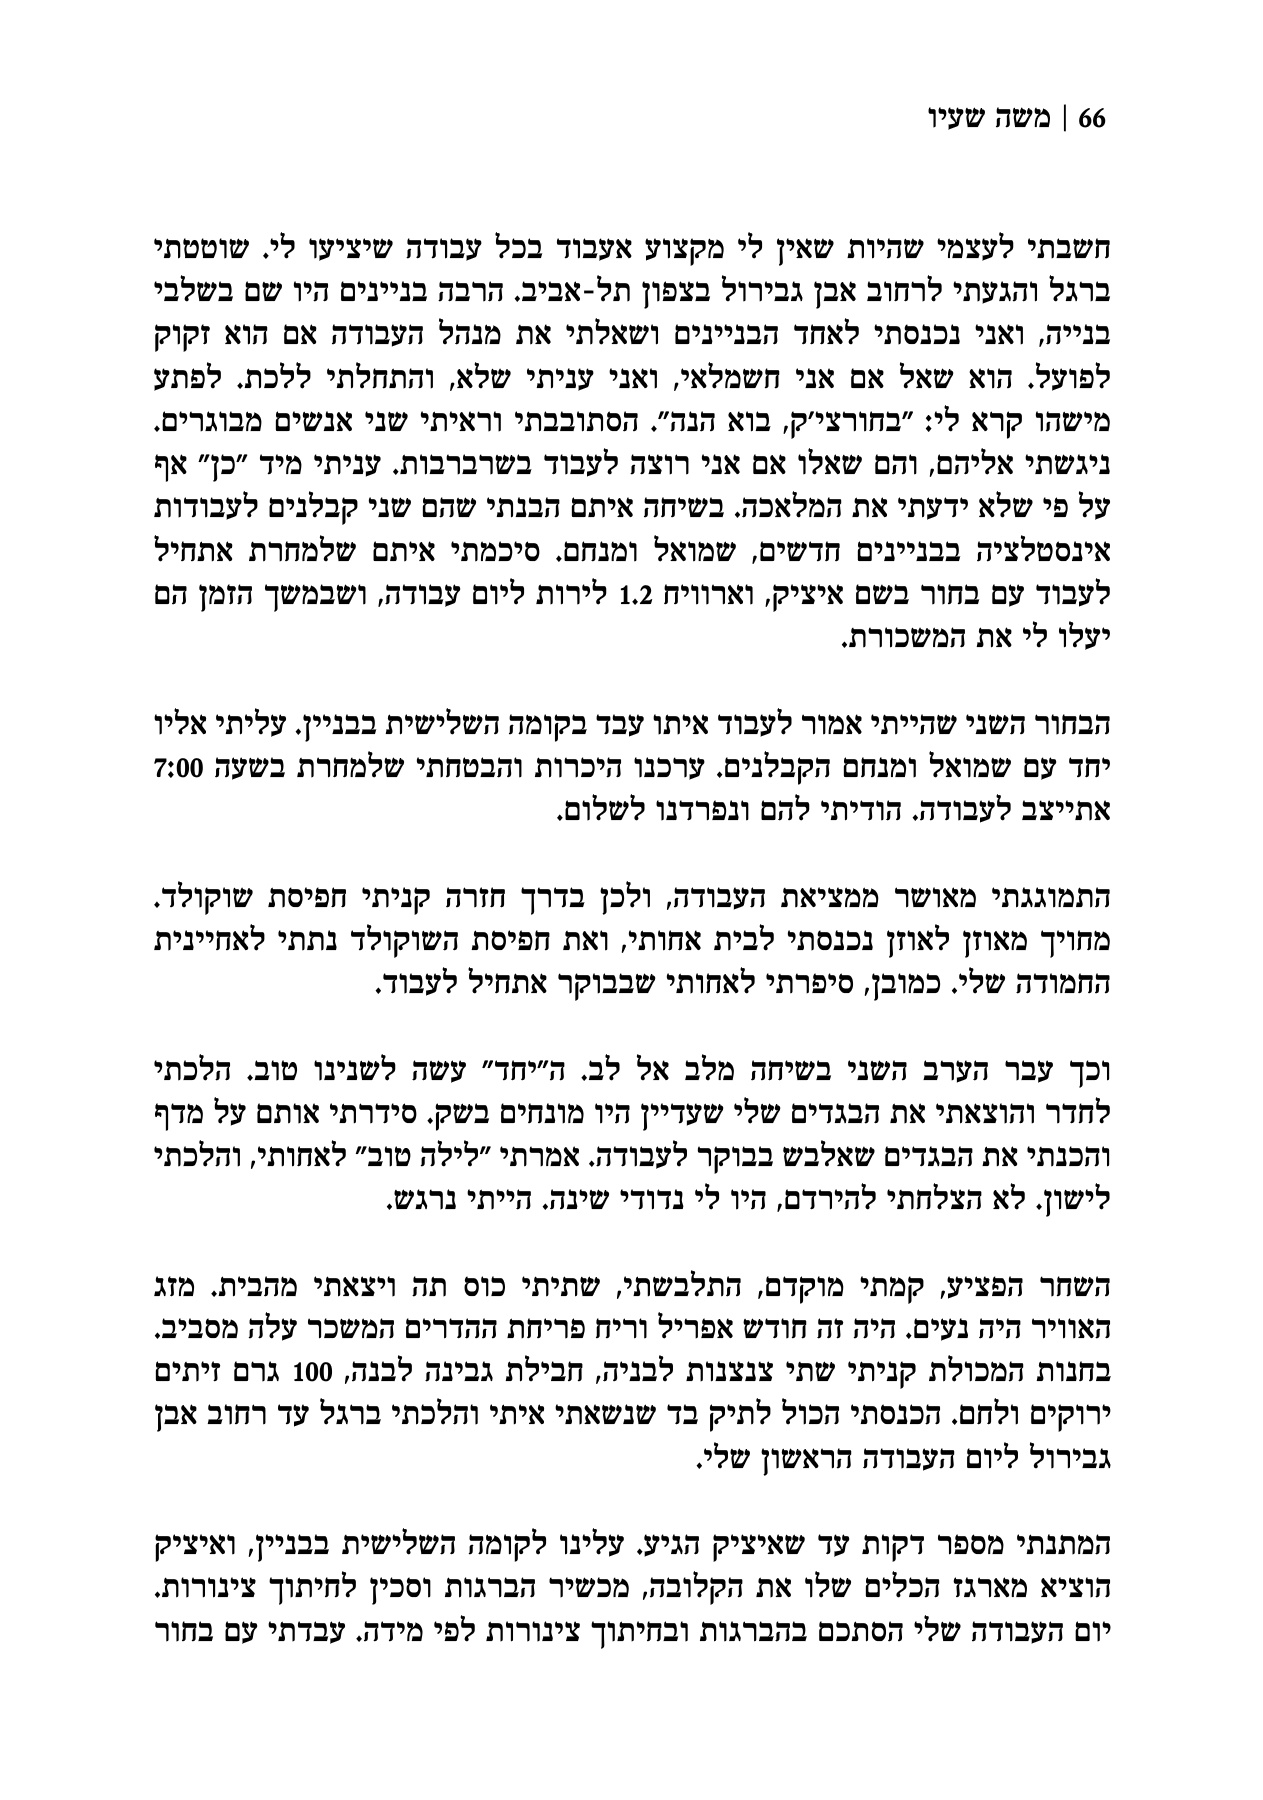 66 | משה שעיו
חשבתי לעצמי שהיות שאין לי מקצוע אעבוד בכל עבודה שיציעו לי. שוטטתי
ברגל והגעתי לרחוב אבן גבירול בצפון תל-אביב. הרבה בניינים היו שם בשלבי
בנייה, ואני נכנסתי לאחד הבניינים ושאלתי את מנהל העבודה אם הוא זקוק
לפועל. הוא שאל אם אני חשמלאי, ואני עניתי שלא, והתחלתי ללכת. לפתע
מישהו קרא לי: "בחורצי'ק, בוא הנה". הסתובבתי וראיתי שני אנשים מבוגרים.
ניגשתי אליהם, והם שאלו אם אני רוצה לעבוד בשרברבות. עניתי מיד "כן" אף
על פי שלא ידעתי את המלאכה. בשיחה איתם הבנתי שהם שני קבלנים לעבודות
אינסטלציה בבניינים חדשים, שמואל ומנחם. סיכמתי איתם שלמחרת אתחיל
לעבוד עם בחור בשם איציק, וארוויח 1.2 לירות ליום עבודה, ושבמשך הזמן הם
יעלו לי את המשכורת.
הבחור השני שהייתי אמור לעבוד איתו עבד בקומה השלישית בבניין. עליתי אליו
יחד עם שמואל ומנחם הקבלנים. ערכנו היכרות והבטחתי שלמחרת בשעה 7:00
אתייצב לעבודה. הודיתי להם ונפרדנו לשלום.
התמוגגתי מאושר ממציאת העבודה, ולכן בדרך חזרה קניתי חפיסת שוקולד.
מחויך מאוזן לאוזן נכנסתי לבית אחותי, ואת חפיסת השוקולד נתתי לאחיינית
החמודה שלי. כמובן, סיפרתי לאחותי שבבוקר אתחיל לעבוד.
וכך עבר הערב השני בשיחה מלב אל לב. ה"יחד" עשה לשנינו טוב. הלכתי
לחדר והוצאתי את הבגדים שלי שעדיין היו מונחים בשק. סידרתי אותם על מדף
והכנתי את הבגדים שאלבש בבוקר לעבודה. אמרתי "לילה טוב" לאחותי, והלכתי
לישון. לא הצלחתי להירדם, היו לי נדודי שינה. הייתי נרגש.
השחר הפציע, קמתי מוקדם, התלבשתי, שתיתי כוס תה ויצאתי מהבית. מזג
האוויר היה נעים. היה זה חודש אפריל וריח פריחת ההדרים המשכר עלה מסביב.
בחנות המכולת קניתי שתי צנצנות לבניה, חבילת גבינה לבנה, 100 גרם זיתים
ירוקים ולחם. הכנסתי הכול לתיק בד שנשאתי איתי והלכתי ברגל עד רחוב אבן
גבירול ליום העבודה הראשון שלי.
המתנתי מספר דקות עד שאיציק הגיע. עלינו לקומה השלישית בבניין, ואיציק
הוציא מארגז הכלים שלו את הקלובה, מכשיר הברגות וסכין לחיתוך צינורות.
יום העבודה שלי הסתכם בהברגות ובחיתוך צינורות לפי מידה. עבדתי עם בחור